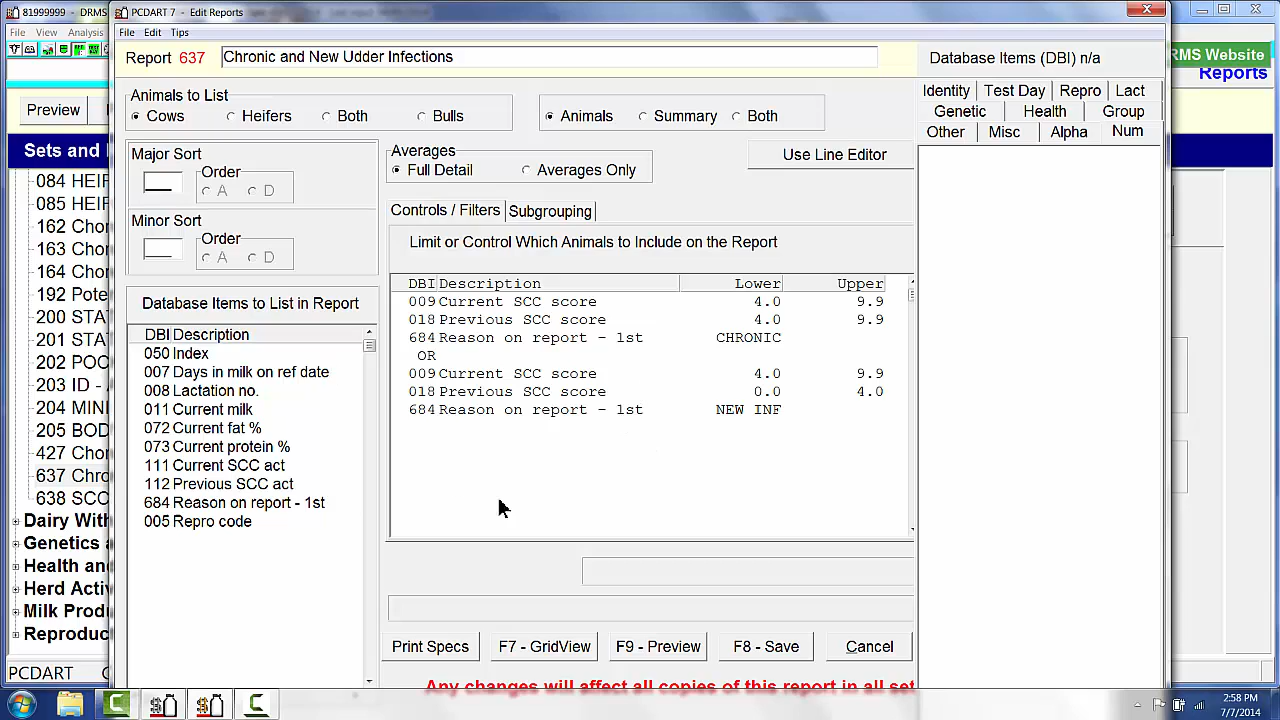 81999999 - DRMS
PCDART 7 - Edit Reports
File View Analysis
File Edit Tips
Report 637 Chronic and New Udder Infections
Database Items (DBI) n/a
RMS Website
Reports
Preview
Animals to List
Cows Heifers Both Bulls
Animals Summary Both
Identity Test Day Repro Lact
Genetic Health Group
Other Misc Alpha Num
Sets and
Major Sort
Order
A D
Minor Sort
Order
A D
Averages
Full Detail Averages Only
Use Line Editor
Controls / Filters Subgrouping
Limit or Control Which Animals to Include on the Report
DBI Description Lower Upper
009 Current SCC score 4.0 9.9
018 Previous SCC score 4.0 9.9
684 Reason on report - 1st CHRONIC
OR
009 Current SCC score 4.0 9.9
018 Previous SCC score 0.0 4.0
684 Reason on report - 1st NEW INF
Database Items to List in Report
DBI Description
050 Index
007 Days in milk on ref date
008 Lactation no.
011 Current milk
072 Current fat %
073 Current protein %
111 Current SCC act
112 Previous SCC act
684 Reason on report - 1st
005 Repro code
084 HEIF
085 HEIF
162 Chor
163 Chor
164 Chor
192 Pote
200 STAT
201 STAT
202 POC
203 ID -
204 MINI
205 BOD
427 Chor
637 Chro
638 SCC
Dairy With
Genetics a
Health and
Herd Activ
Milk Produ
Reproduc
Print Specs F7 - GridView F9 - Preview F8 - Save Cancel
Any changes will affect all copies of this report in all set
PCDART
2:58 PM
7/7/2014